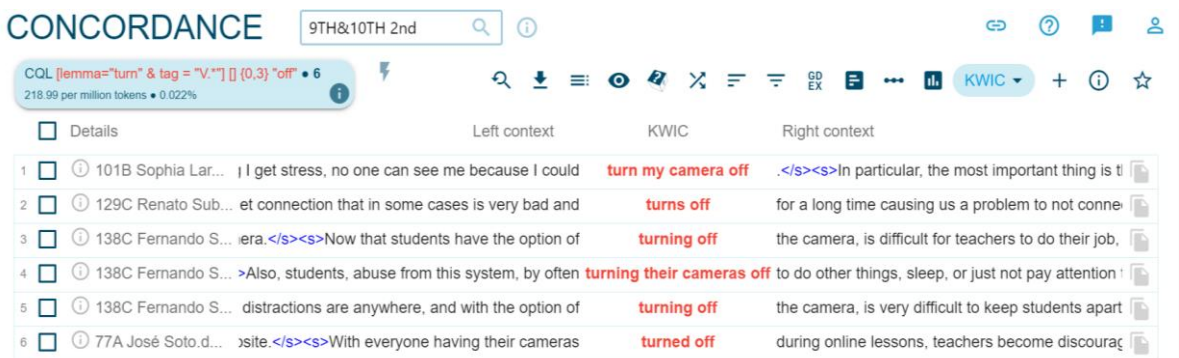 CONCORDANCE 9TH&10TH 2nd
CQL [lemma="turn" & tag = "V.*"] [] {0,3} "off" • 6
218.99 per million tokens • 0.022%
GD EX KWIC
Details Left context KWIC Right context
1 101B Sophia Lar... I get stress, no one can see me because I could turn my camera off .</s><s>In particular, the most important thing is
2 129C Renato Sub... et connection that in some cases is very bad and turns off for a long time causing us a problem to not conne
3 138C Fernando S... era.</s><s>Now that students have the option of turning off the camera, is difficult for teachers to do their job,
4 138C Fernando S... >Also, students, abuse from this system, by often turning their cameras off to do other things, sleep, or just not pay attention
5 138C Fernando S... distractions are anywhere, and with the option of turning off the camera, is very difficult to keep students apart
6 77A José Soto.d... osite.</s><s>With everyone having their cameras turned off during online lessons, teachers become discourag